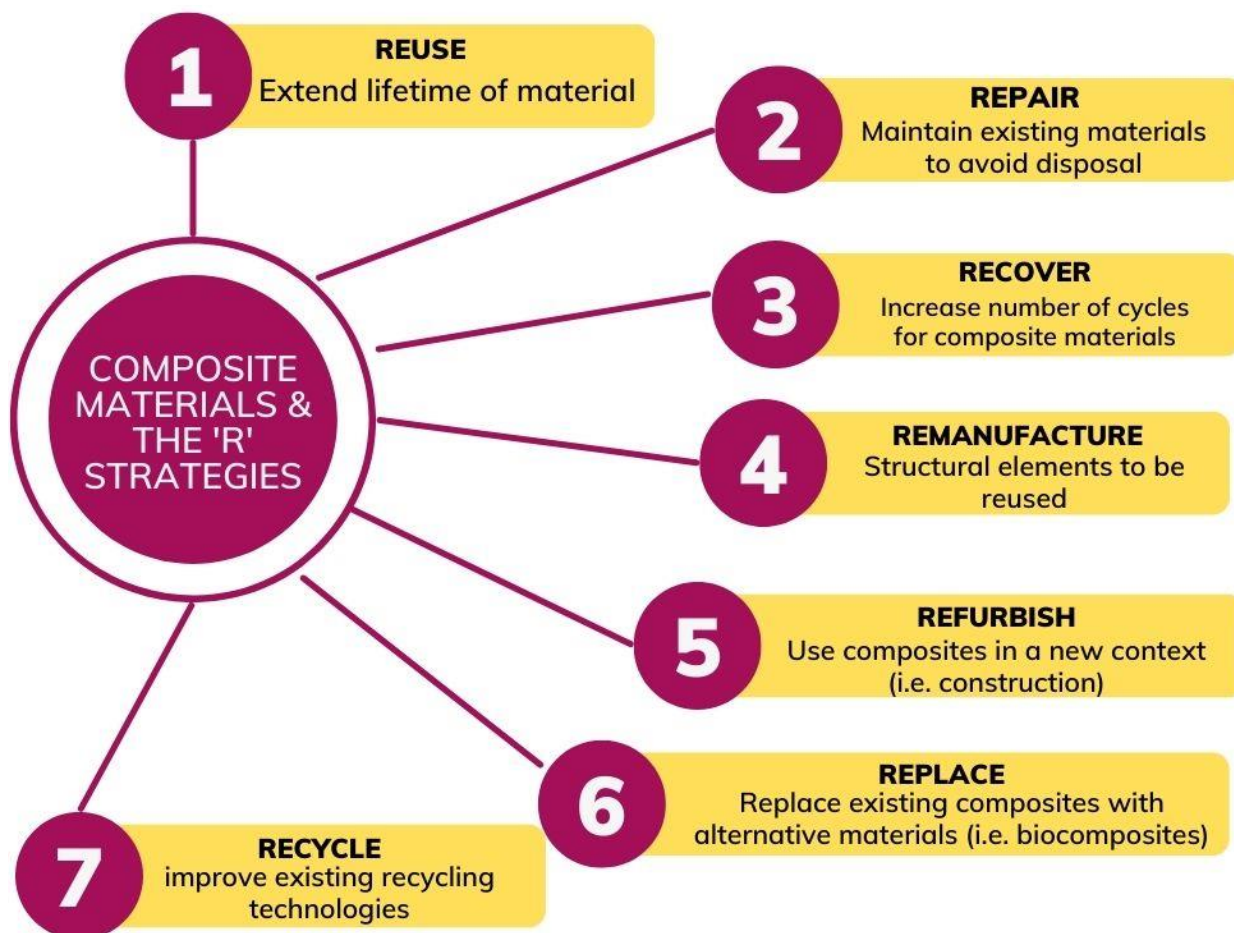 1
REUSE
Extend lifetime of material
2
REPAIR
Maintain existing materials
to avoid disposal
3
RECOVER
Increase number of cycles
for composite materials
COMPOSITE
MATERIALS &
THE 'R'
STRATEGIES
4
REMANUFACTURE
Structural elements to be
reused
5
REFURBISH
Use composites in a new context
(i.e. construction)
6
REPLACE
Replace existing composites with
alternative materials (i.e. biocomposites)
7
RECYCLE
improve existing recycling
technologies